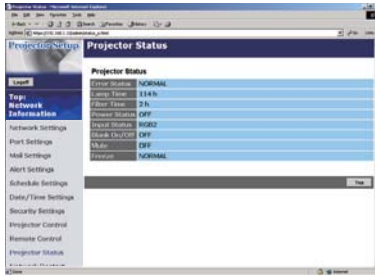 Projector Setup
Projector Status
Logoff
Top:
Network
Information
Network Settings
Port Settings
Mail Settings
Alert Settings
Schedule Settings
Date/Time Settings
Security Settings
Projector Control
Remote Control
Projector Status
Projector Status
Error Status NORMAL
Lamp Time 114 h
Filter Time 2 h
Power Status OFF
Input Status RGB2
Blank On/Off OFF
Mute OFF
Freeze NORMAL
Top